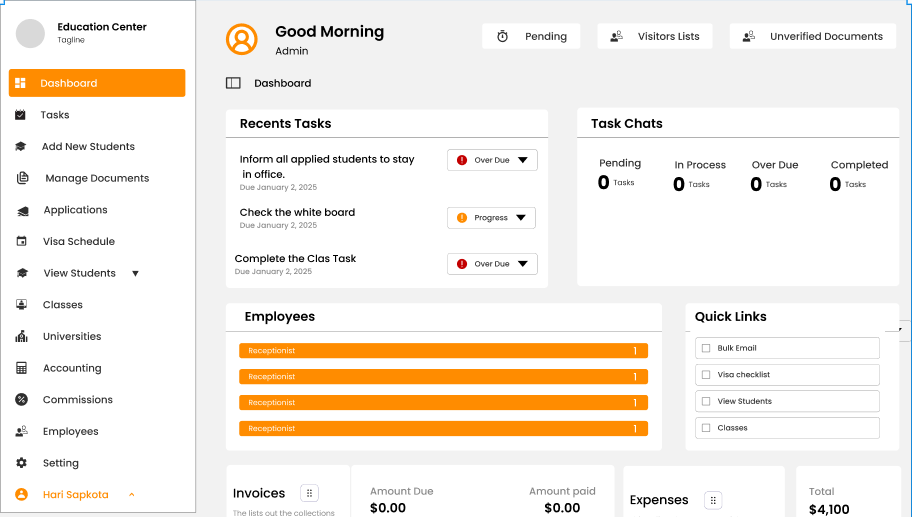 Education Center
Tagline
Dashboard
Tasks
Add New Students
Manage Documents
Applications
Visa Schedule
View Students
Classes
Universities
Accounting
Commissions
Employees
Setting
Hari Sapkota
Good Morning
Admin
Pending
Visitors Lists
Unverified Documents
Dashboard
Recents Tasks
Inform all applied students to stay
in office.
Due January 2, 2025
Over Due
Check the white board
Due January 2, 2025
Progress
Complete the Clas Task
Due January 2, 2025
Over Due
Task Chats
Pending
0 Tasks
In Process
0 Tasks
Over Due
0 Tasks
Completed
0 Tasks
Employees
Receptionist 1
Receptionist 1
Receptionist 1
Receptionist 1
Quick Links
Bulk Email
Visa checklist
View Students
Classes
Invoices
The lists out the collections
Amount Due
$0.00
Amount paid
$0.00
Expenses
Total
$4,100